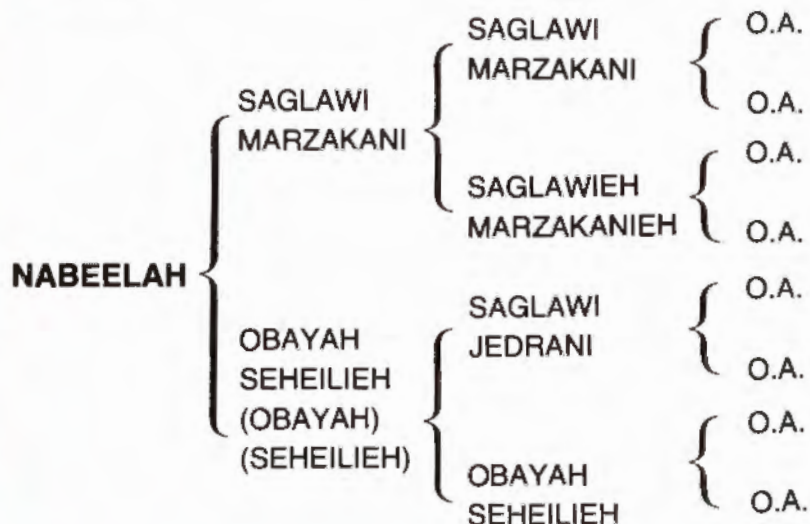 NABEELAH
SAGLAWI
MARZAKANI
OBAYAH
SEHEILIEH
(OBAYAH)
(SEHEILIEH)
SAGLAWI
MARZAKANI
SAGLAWIEH
MARZAKANIEH
SAGLAWI
JEDRANI
OBAYAH
SEHEILIEH
O.A.
O.A.
O.A.
O.A.
O.A.
O.A.
O.A.
O.A.